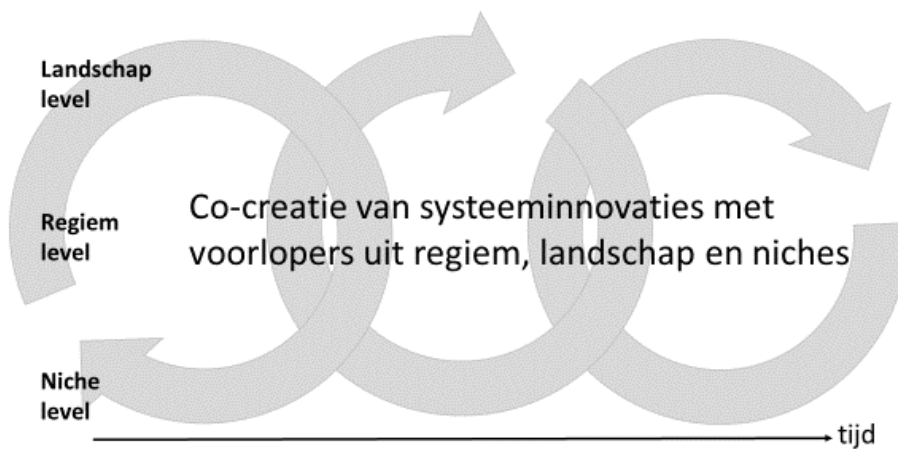 Landschap
level
Regiem
level
Co-creatie van systeeminnovaties met
voorlopers uit regiem, landschap en niches
Niche
level
tijd